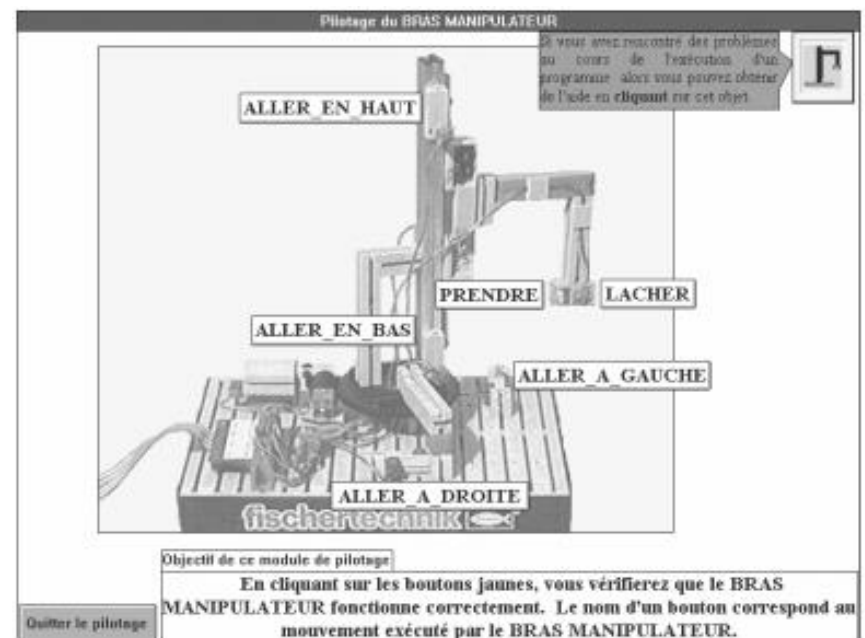 Pilotage du BRAS MANIPULATEUR
Si vous avez rencontré des problèmes
au cours de l'exécution d'un
programme alors vous pouvez obtenir
de l'aide en cliquant sur cet objet
ALLER_EN_HAUT
PRENDRE
LACHER
ALLER_EN_BAS
ALLER_A_GAUCHE
ALLER_A_DROITE
fischertechnik
Objectif de ce module de pilotage
En cliquant sur les boutons jaunes, vous vérifierez que le BRAS
MANIPULATEUR fonctionne correctement. Le nom d'un bouton correspond au
mouvement exécuté par le BRAS MANIPULATEUR.
Quitter le pilotage